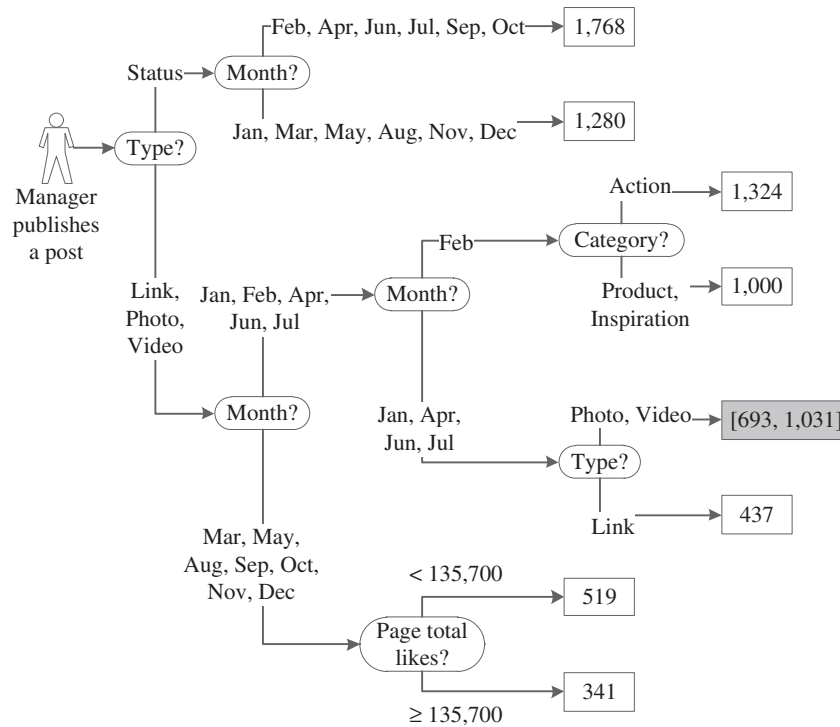 Feb, Apr, Jun, Jul, Sep, Oct
1,768
Status
Month?
Jan, Mar, May, Aug, Nov, Dec
1,280
Type?
Manager
publishes
a post
Action
1,324
Feb
Category?
Product,
Inspiration
1,000
Link,
Photo,
Video
Jan, Feb, Apr,
Jun, Jul
Month?
Month?
Jan, Apr,
Jun, Jul
Photo, Video
[693, 1,031]
Type?
Link
437
Mar, May,
Aug, Sep, Oct,
Nov, Dec
< 135,700
519
Page total
likes?
341
≥ 135,700